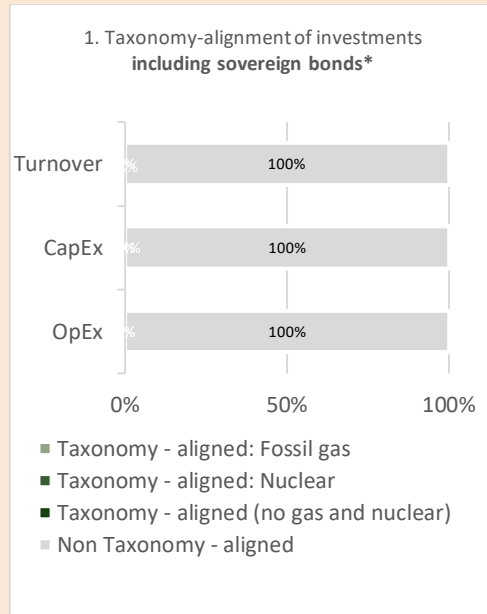 1. Taxonomy-alignment of investments
including sovereign bonds*
Turnover
100%
CapEx
100%
OpEx
100%
0%
50%
100%
Taxonomy - aligned: Fossil gas
Taxonomy - aligned: Nuclear
Taxonomy - aligned (no gas and nuclear)
Non Taxonomy - aligned